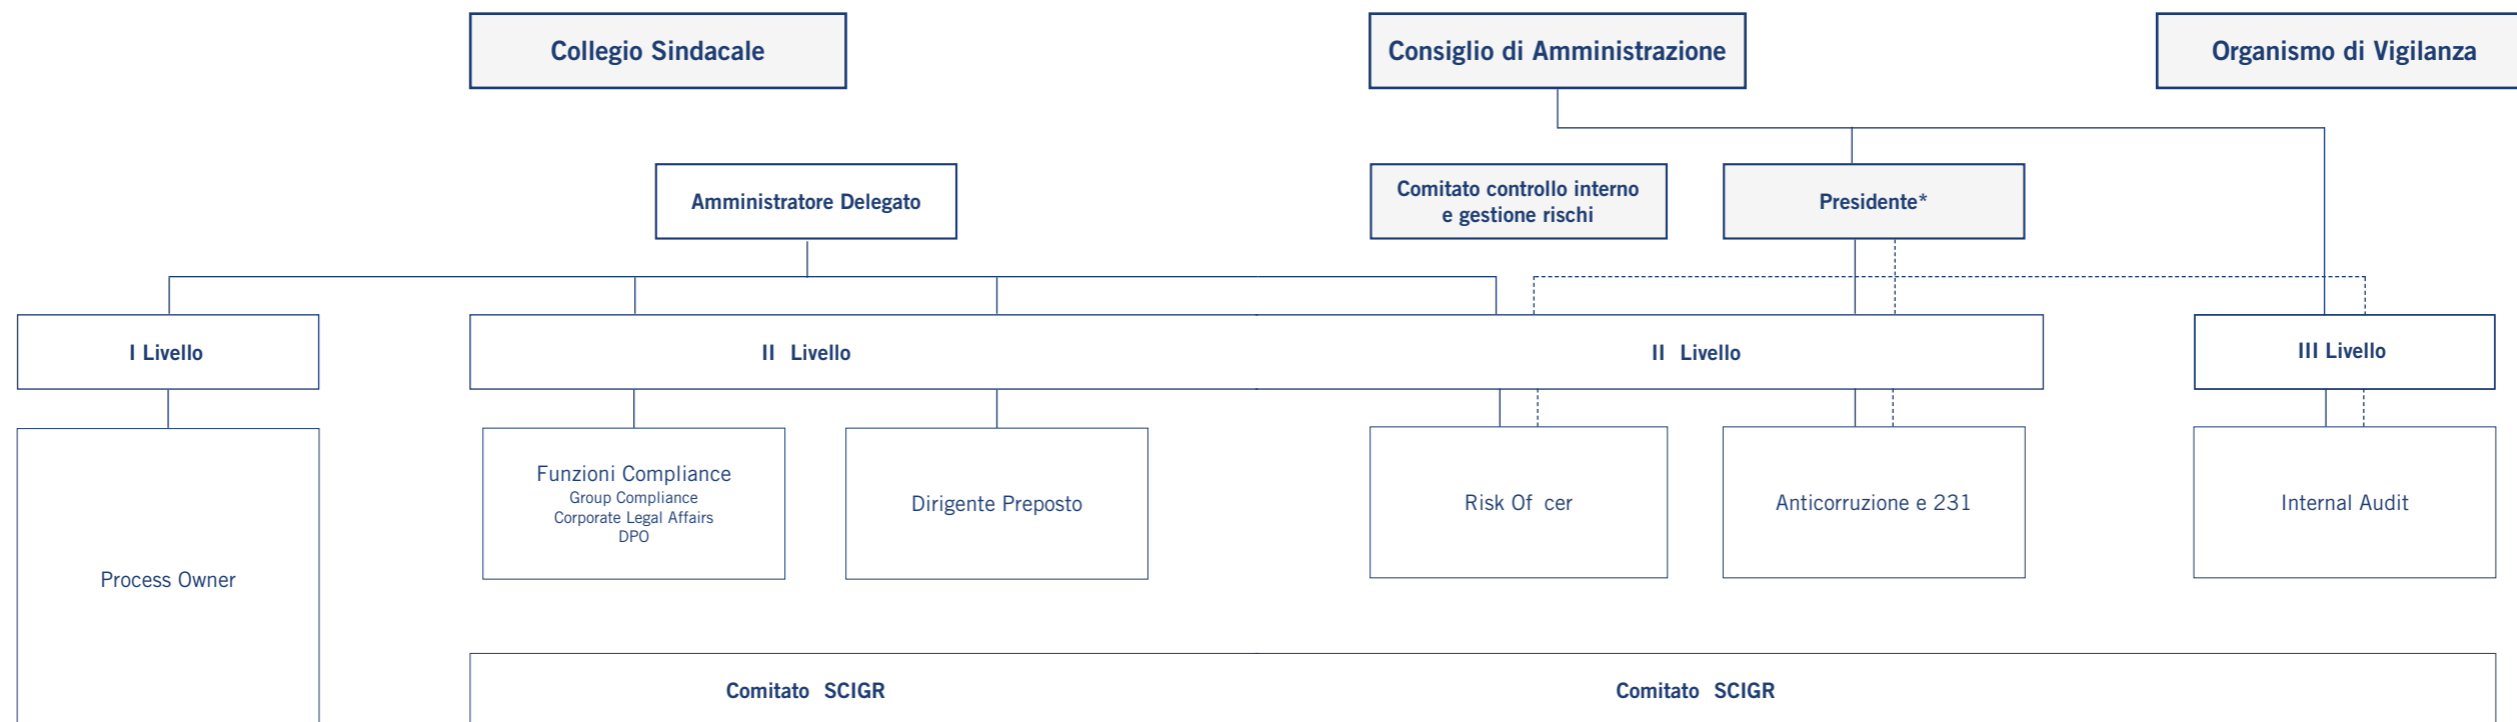 Collegio Sindacale
Consiglio di Amministrazione
Organismo di Vigilanza
Amministratore Delegato
Comitato controllo interno
e gestione rischi
Presidente*
I Livello
II Livello
II Livello
III Livello
Process Owner
Funzioni Compliance
Group Compliance
Corporate Legal Affairs
DPO
Dirigente Preposto
Risk Of cer
Anticorruzione e 231
Internal Audit
Comitato SCIGR
Comitato SCIGR